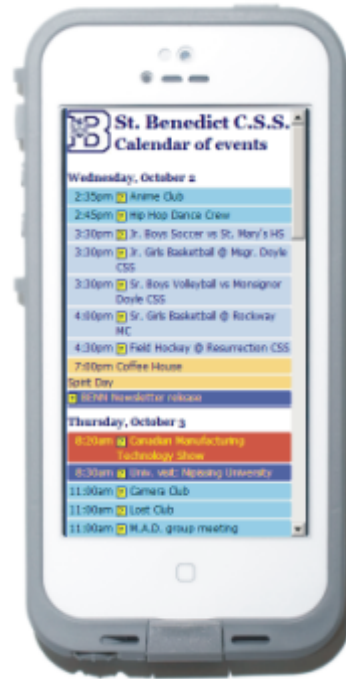 St. Benedict C.S.S.
Calendar of events
Wednesday, October 2
2:35pm Anime Club
2:45pm Hip Hop Dance Crew
3:30pm Jr. Boys Soccer vs St. Mary's HS
3:30pm Jr. Girls Basketball @ Msgr. Doyle
CSS
3:30pm Sr. Boys Volleyball vs Monsignor
Doyle CSS
4:00pm Sr. Girls Basketball @ Rockway
MC
4:30pm Field Hockey @ Resurrection CSS
7:00pm Coffee House
Spirit Day
BENN Newsletter release
Thursday, October 3
8:20am Canadian Manufacturing
Technology Show
8:30am Univ. visit: Nipissing University
11:00am Camera Club
11:00am Lost Club
11:00am M.A.D. group meeting